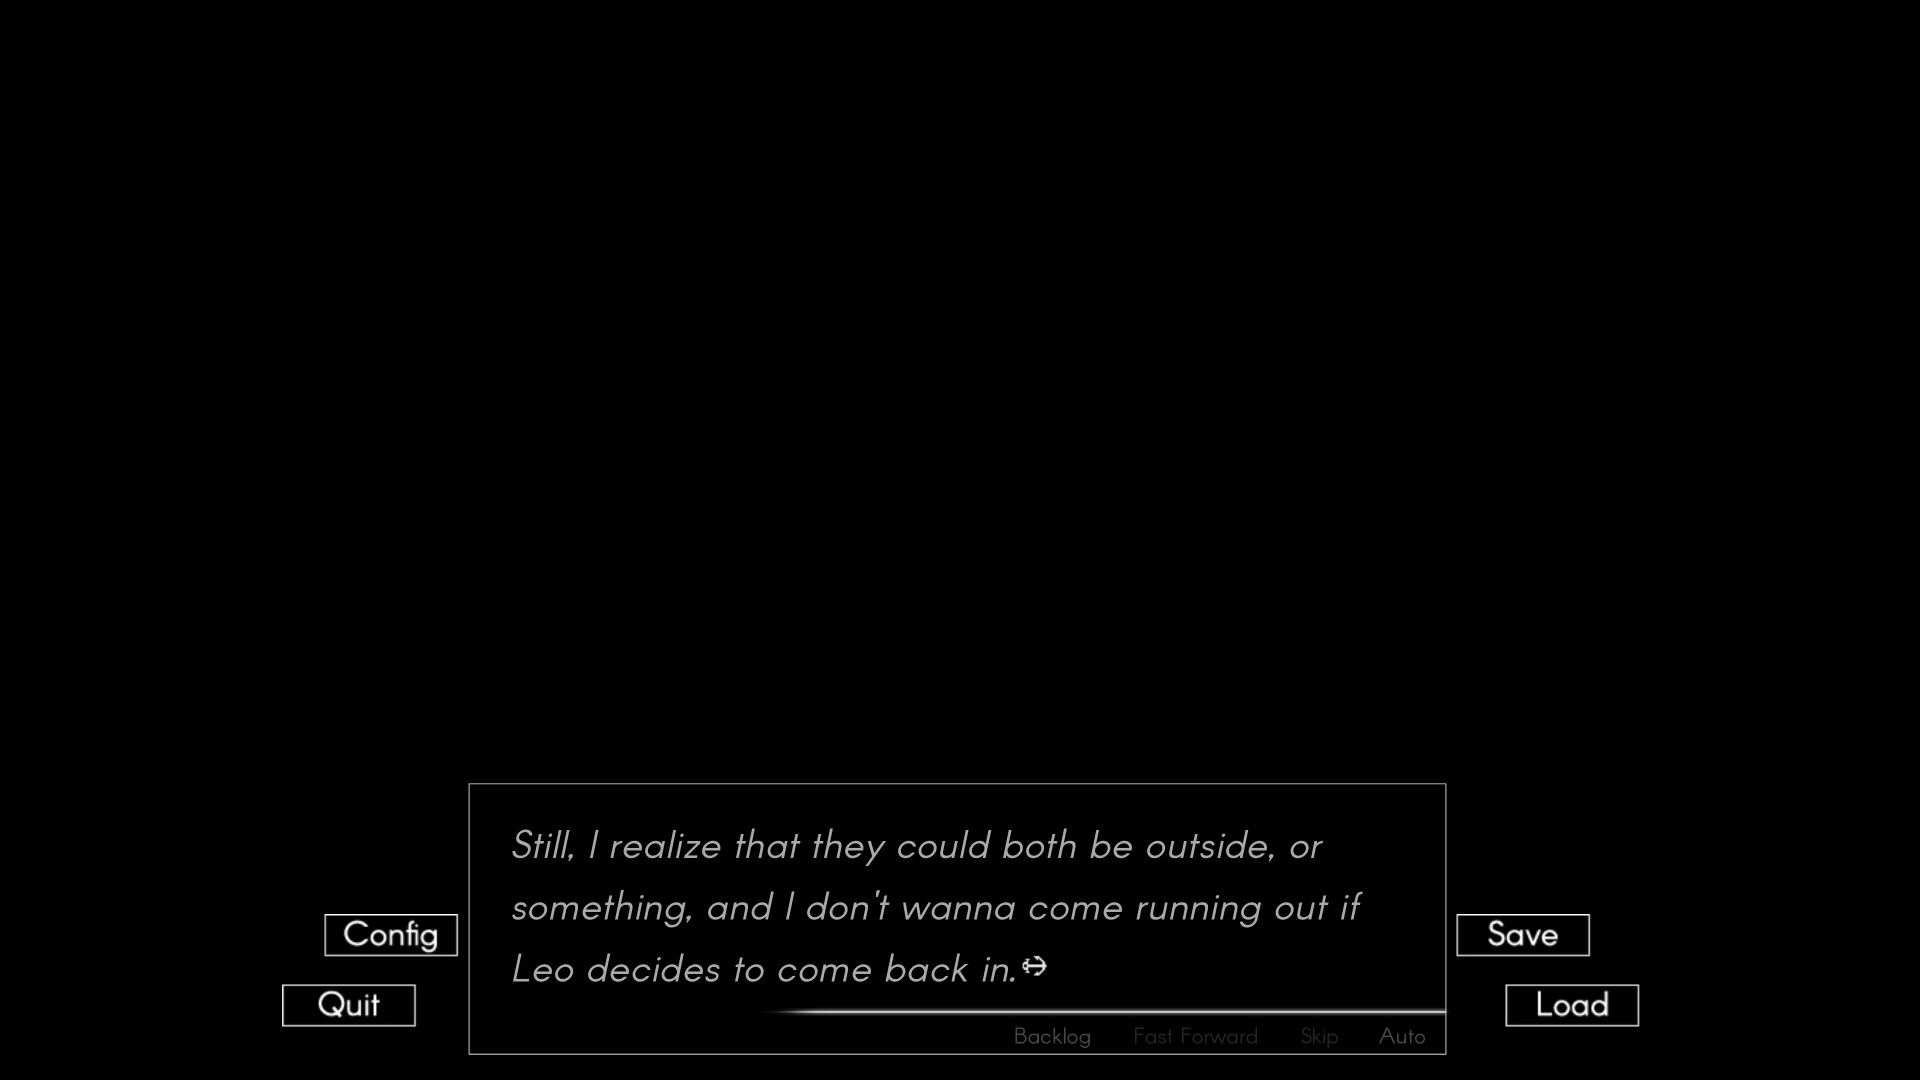 Still, I realize that they could both be outside, or
something, and I don't wanna come running out if
Leo decides to come back in.
Config
Save
Quit
Load
Backlog Fast Forward Skip Auto